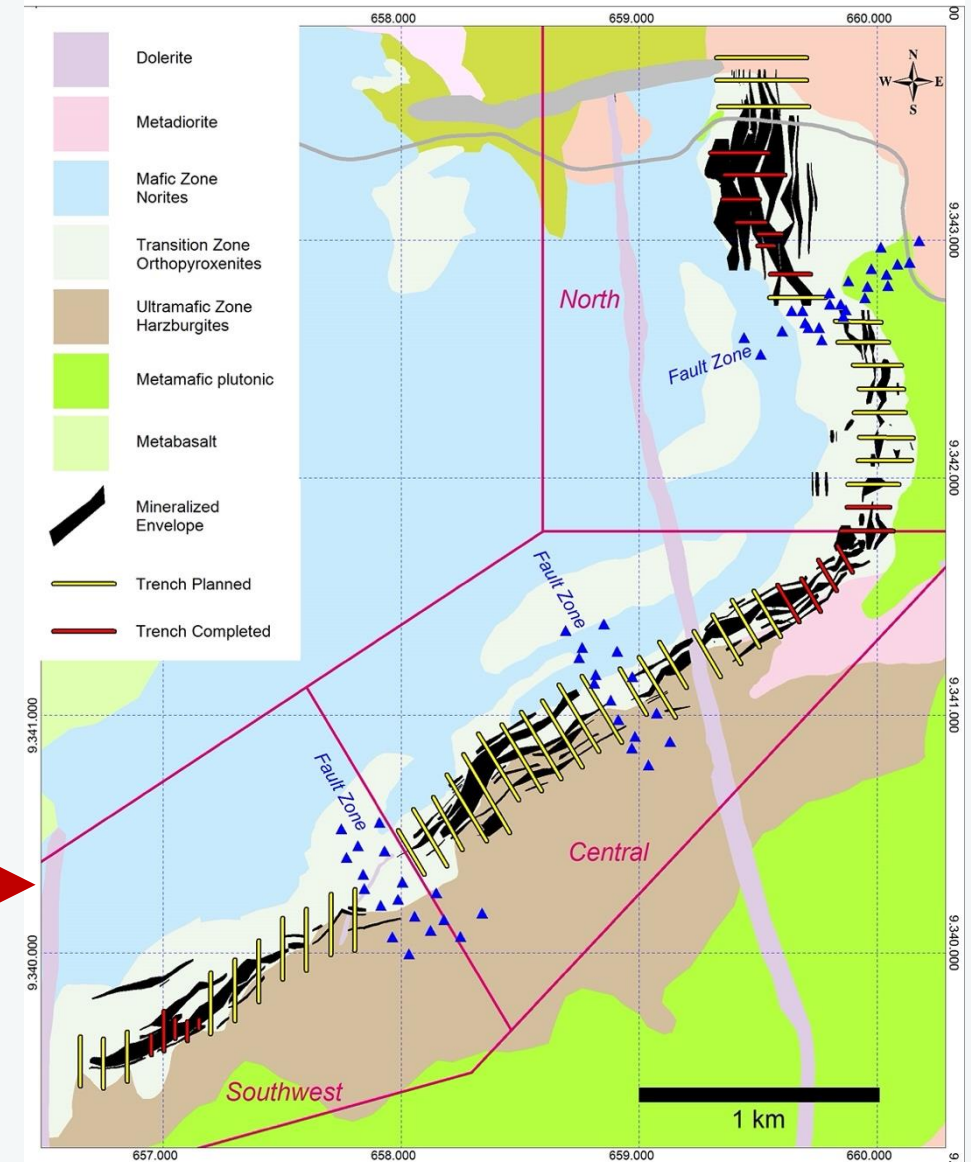 658.000
659.000
660.000
00
Dolerite
Metadiorite
Mafic Zone
Norites
Transition Zone
Orthopyroxenites
Ultramafic Zone
Harzburgites
Metamafic plutonic
Metabasalt
Mineralized
Envelope
Trench Planned
Trench Completed
N
W
E
S
9.343.000
North
Fault Zone
9.342.000
Fault Zone
9.341.000
9.341.000
Fault Zone
Central
9.340.000
9.340.000
Southwest
1 km
657.000
658.000
659.000
660.000
9.